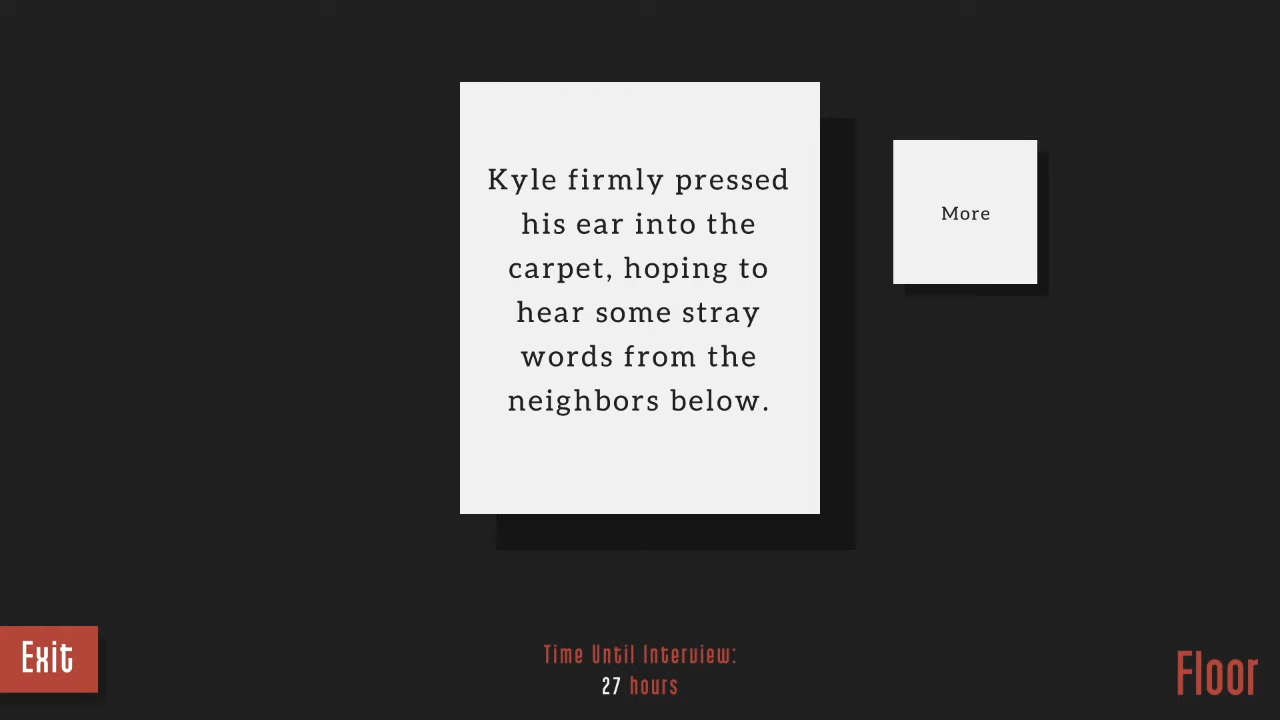 Kyle firmly pressed
his ear into the
carpet, hoping to
hear some stray
words from the
neighbors below.
More
Exit
Time Until Interview:
27 hours
Floor